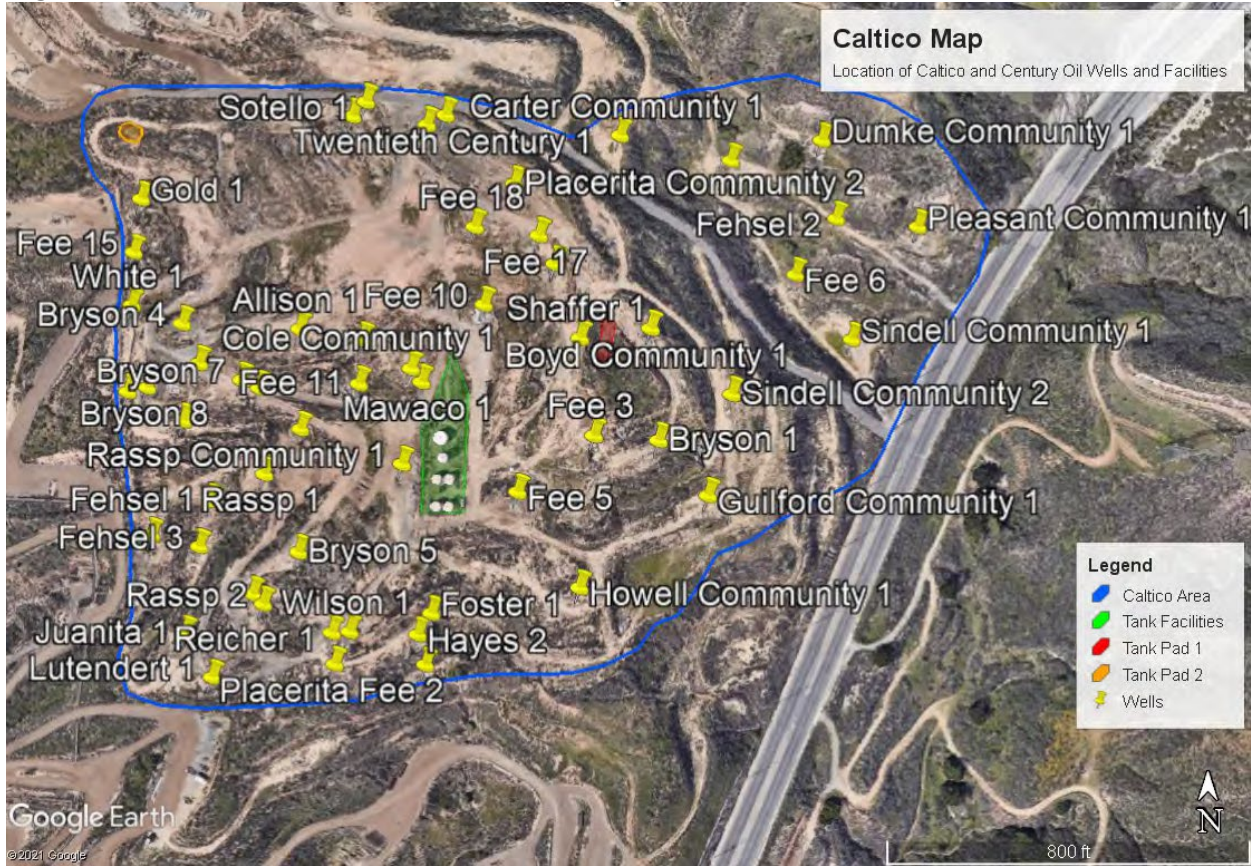 Caltico Map
Location of Caltico and Century Oil Wells and Facilities
Sotello 1
Carter Community 1
Twentieth Century 1
Dumke Community 1
Gold 1
Fee 18
Placerita Community 2
Fehsel 2
Pleasant Community 1
Fee 15
Fee 17
Fee 6
White 1
Allison 1
Fee 10
Shaffer 1
Bryson 4
Cole Community 1
Boyd Community 1
Sindell Community 1
Bryson 7
Fee 11
Mawaco 1
Fee 3
Sindell Community 2
Bryson 8
Bryson 1
Rassp Community 1
Fehsel 1
Rassp 1
Fee 5
Guilford Community 1
Fehsel 3
Bryson 5
Rassp 2
Wilson 1
Foster 1
Howell Community 1
Juanita 1
Reicher 1
Hayes 2
Lutendert 1
Placerita Fee 2
Legend
Caltico Area
Tank Facilities
Tank Pad 1
Tank Pad 2
Wells
N
Google Earth
©2021 Google
800 ft